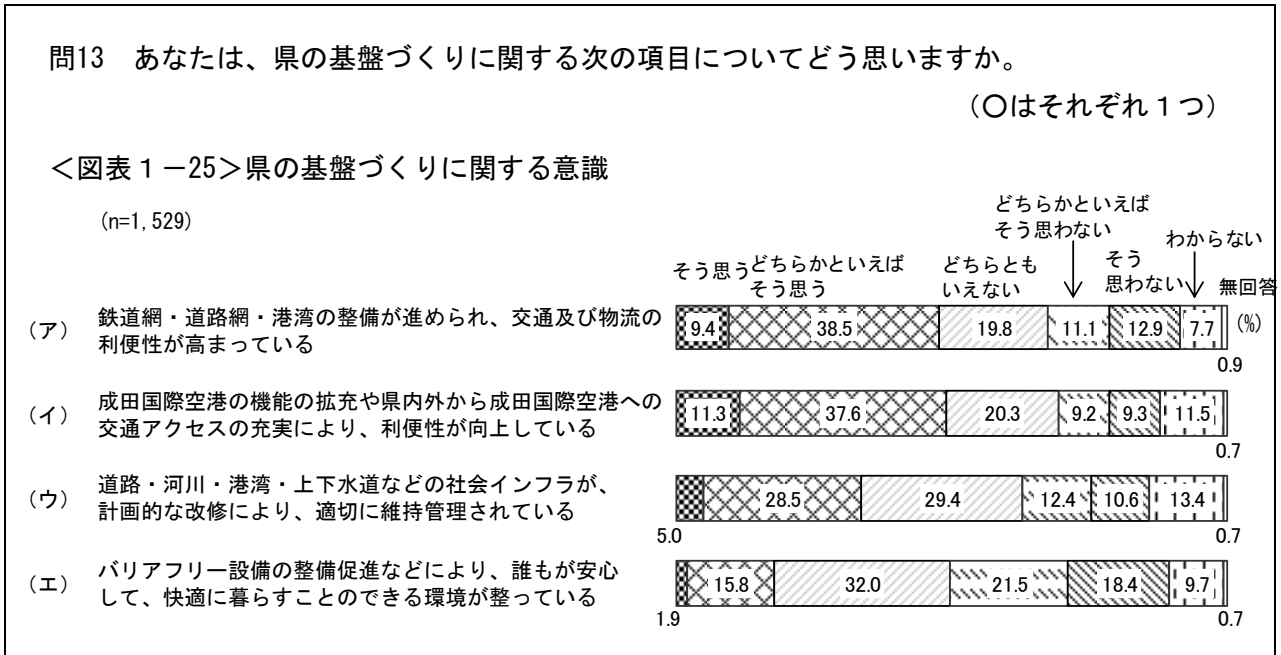 問13　あなたは、県の基盤づくりに関する次の項目についてどう思いますか。
（○はそれぞれ１つ）
＜図表１－25＞県の基盤づくりに関する意識
(n=1,529)
そう思う
どちらかといえば
そう思う
どちらとも
いえない
どちらかといえば
そう思わない
そう
思わない
わからない
無回答
(%)
（ア） 鉄道網・道路網・港湾の整備が進められ、交通及び物流の
利便性が高まっている
9.4 38.5 19.8 11.1 12.9 7.7
0.9
（イ） 成田国際空港の機能の拡充や県内外から成田国際空港への
交通アクセスの充実により、利便性が向上している
11.3 37.6 20.3 9.2 9.3 11.5
0.7
（ウ） 道路・河川・港湾・上下水道などの社会インフラが、
計画的な改修により、適切に維持管理されている
28.5 29.4 12.4 10.6 13.4
5.0 0.7
（エ） バリアフリー設備の整備促進などにより、誰もが安心
して、快適に暮らすことのできる環境が整っている
15.8 32.0 21.5 18.4 9.7
1.9 0.7